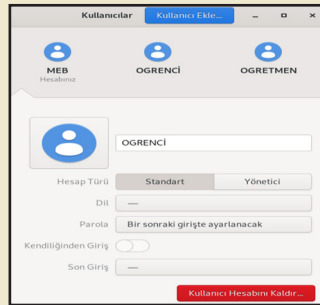 Kullanıcılar
Kullanıcı Ekle...
MEB
Hesabınız
OGRENCİ
OGRETMEN
OGRENCİ
Hesap Türü
Standart
Yönetici
Dil
—
Parola
Bir sonraki girişte ayarlanacak
Kendiliğinden Giriş
Son Giriş
—
Kullanıcı Hesabını Kaldır...